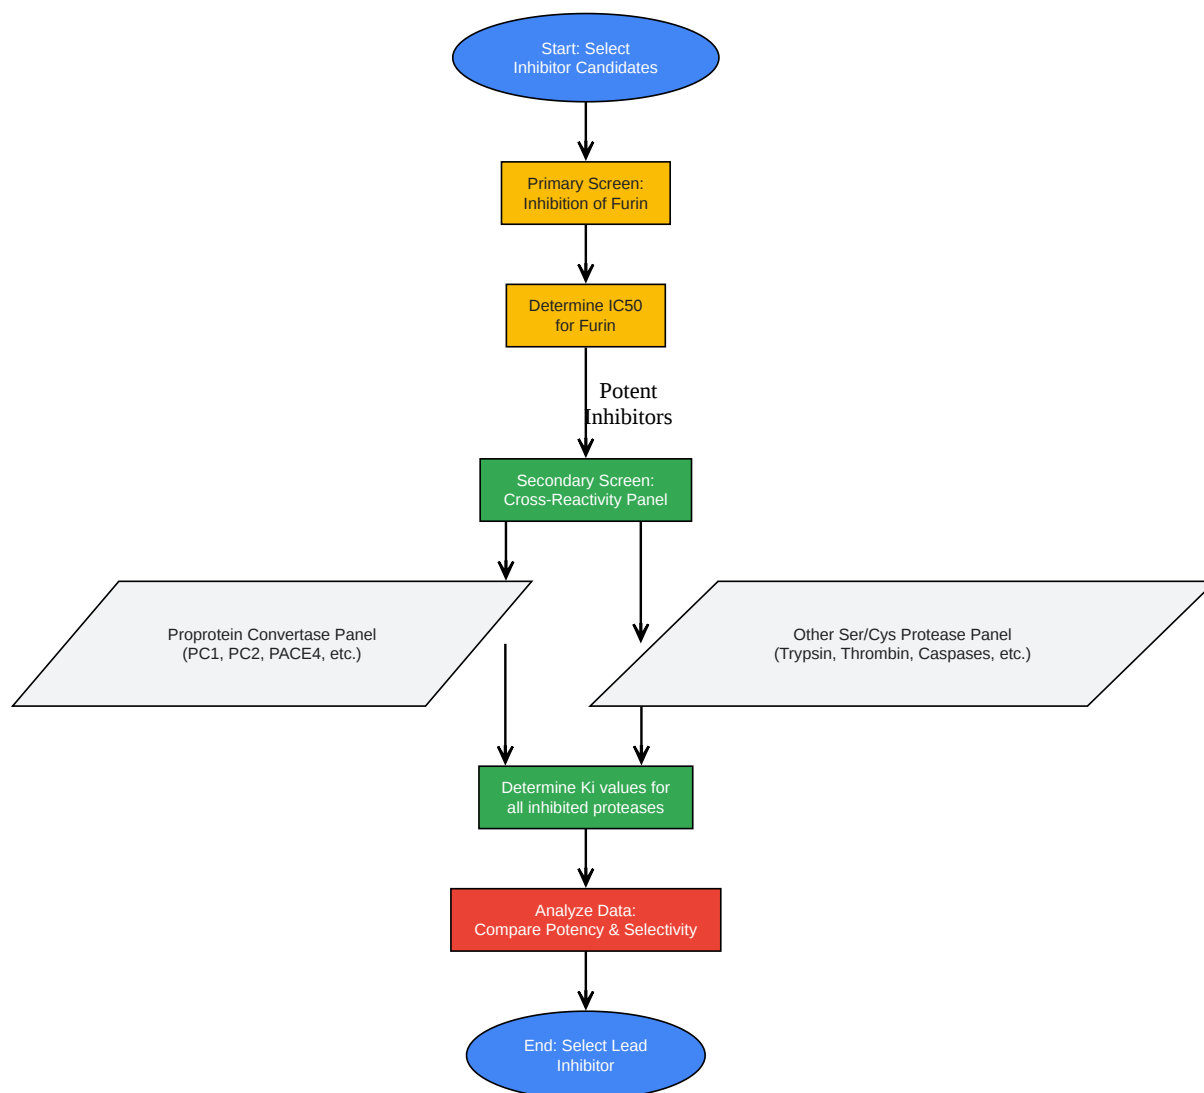 Start: Select
Inhibitor Candidates
Primary Screen:
Inhibition of Furin
Determine IC50
for Furin
Potent
Inhibitors
Secondary Screen:
Cross-Reactivity Panel
Proprotein Convertase Panel
(PC1, PC2, PACE4, etc.)
Other Ser/Cys Protease Panel
(Trypsin, Thrombin, Caspases, etc.)
Determine Ki values for
all inhibited proteases
Analyze Data:
Compare Potency & Selectivity
End: Select Lead
Inhibitor